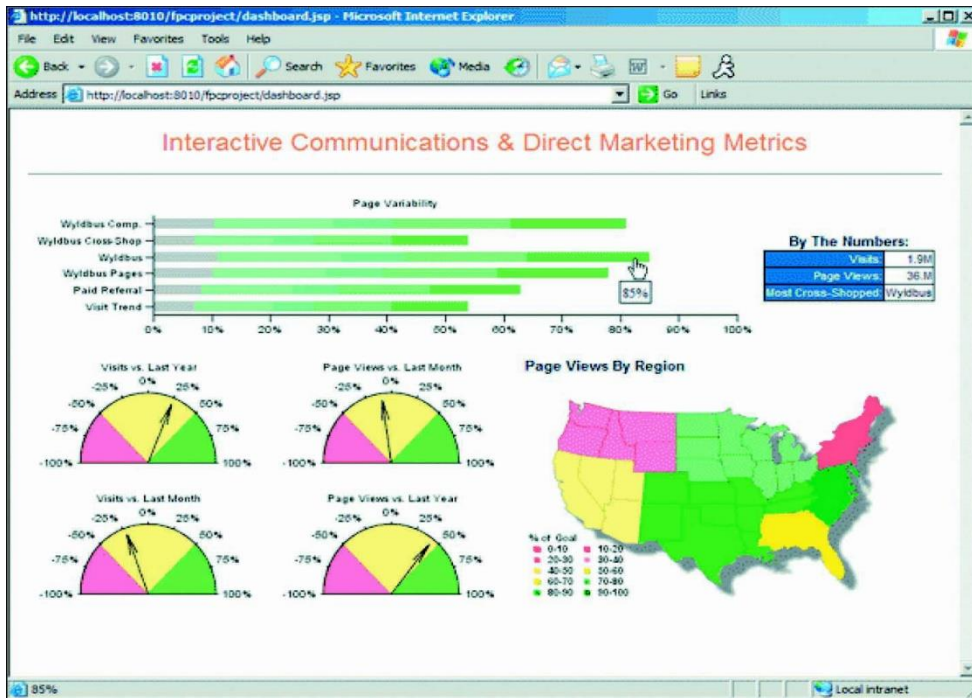 http://localhost:8010/fpcproject/dashboard.jsp - Microsoft Internet Explorer
File Edit View Favorites Tools Help
Back Search Favorites Media
Address http://localhost:8010/fpcproject/dashboard.jsp Go Links
Interactive Communications & Direct Marketing Metrics
Page Variability
Wyldbus Comp.
Wyldbus Cross-Shop
Wyldbus
Wyldbus Pages
Paid Referral
Visit Trend
85%
0% 10% 20% 30% 40% 50% 60% 70% 80% 90% 100%
By The Numbers:
Visits: 1.9M
Page Views: 36.M
Most Cross-Shopped: Wyldbus
Visits vs. Last Year
-100% -75% -50% -25% 0% 25% 50% 75% 100%
Page Views vs. Last Month
-100% -75% -50% -25% 0% 25% 50% 75% 100%
Visits vs. Last Month
-100% -75% -50% -25% 0% 25% 50% 75% 100%
Page Views vs. Last Year
-100% -75% -50% -25% 0% 25% 50% 75% 100%
Page Views By Region
% of Goal
0-10 10-20
20-30 30-40
40-50 50-60
60-70 70-80
80-90 90-100
85% Local intranet